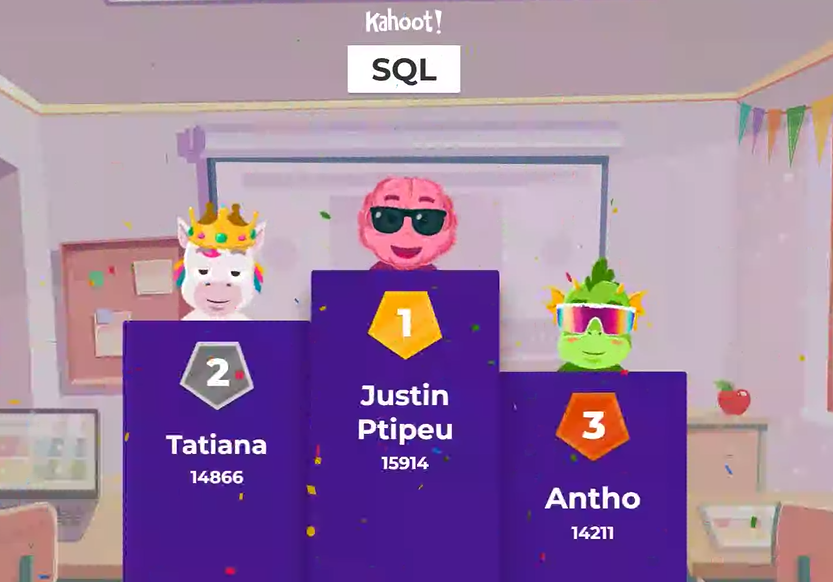 Kahoot!
SQL
1
Justin
Ptipeu
15914
2
Tatiana
14866
3
Antho
14211